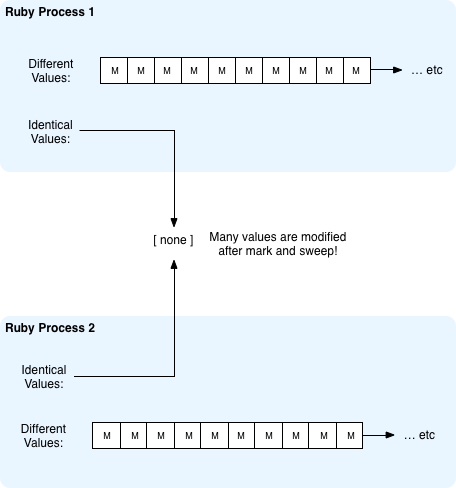 Ruby Process 1
Different
Values:
M M M M M M M M M M
... etc
Identical
Values:
[ none ]
Many values are modified
after mark and sweep!
Ruby Process 2
Identical
Values:
Different
Values:
M M M M M M M M M M
... etc